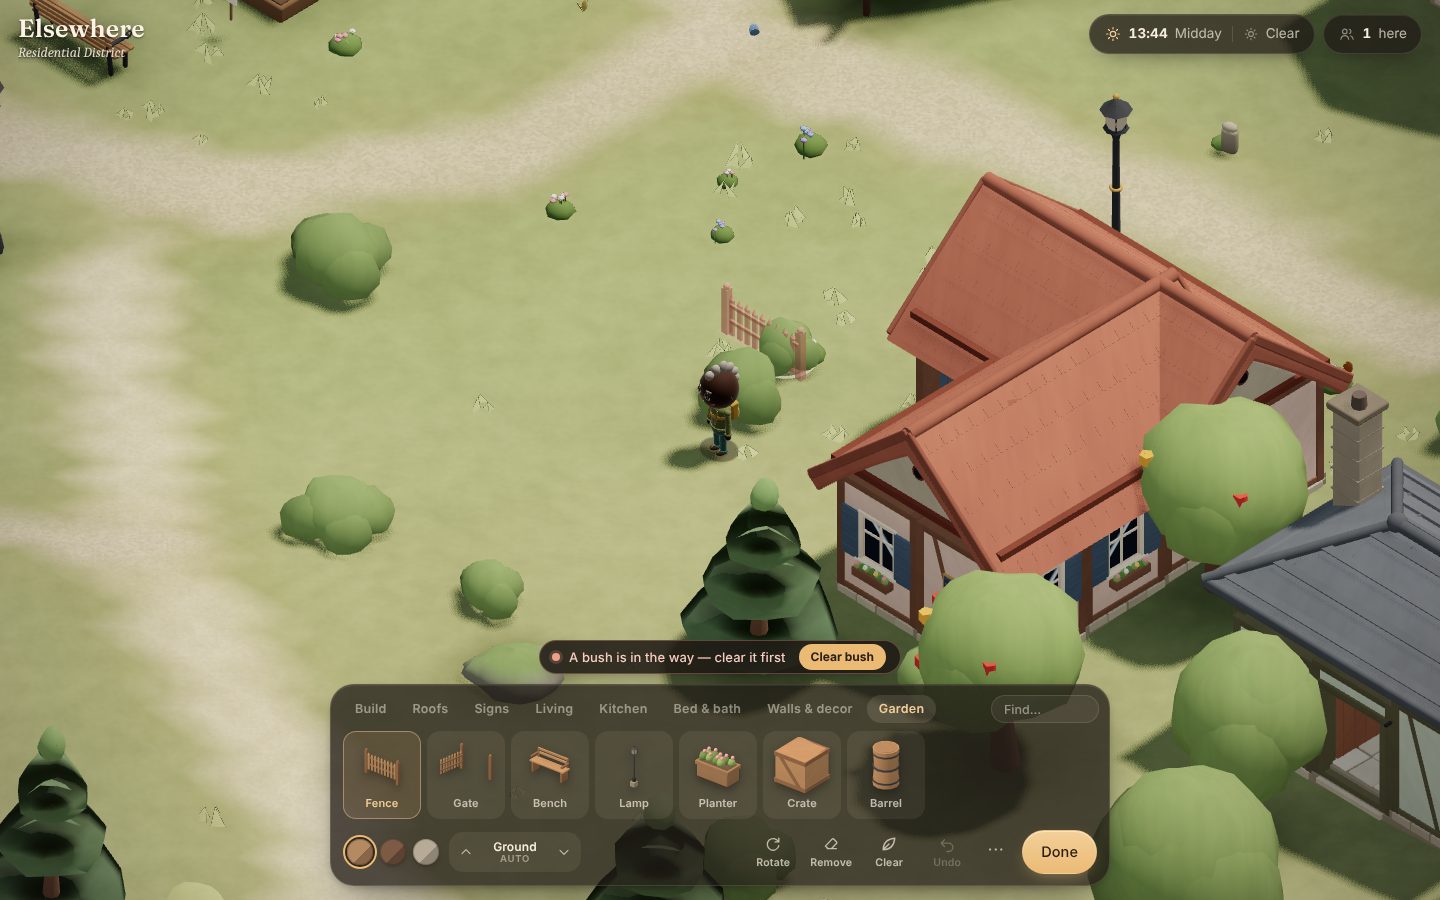 Elsewhere
Residential District
13:44 Midday Clear
1 here
A bush is in the way — clear it first Clear bush
Build Roofs Signs Living Kitchen Bed & bath Walls & decor Garden Find...
Fence Gate Bench Lamp Planter Crate Barrel
Ground
AUTO
Rotate Remove Clear Undo ... Done